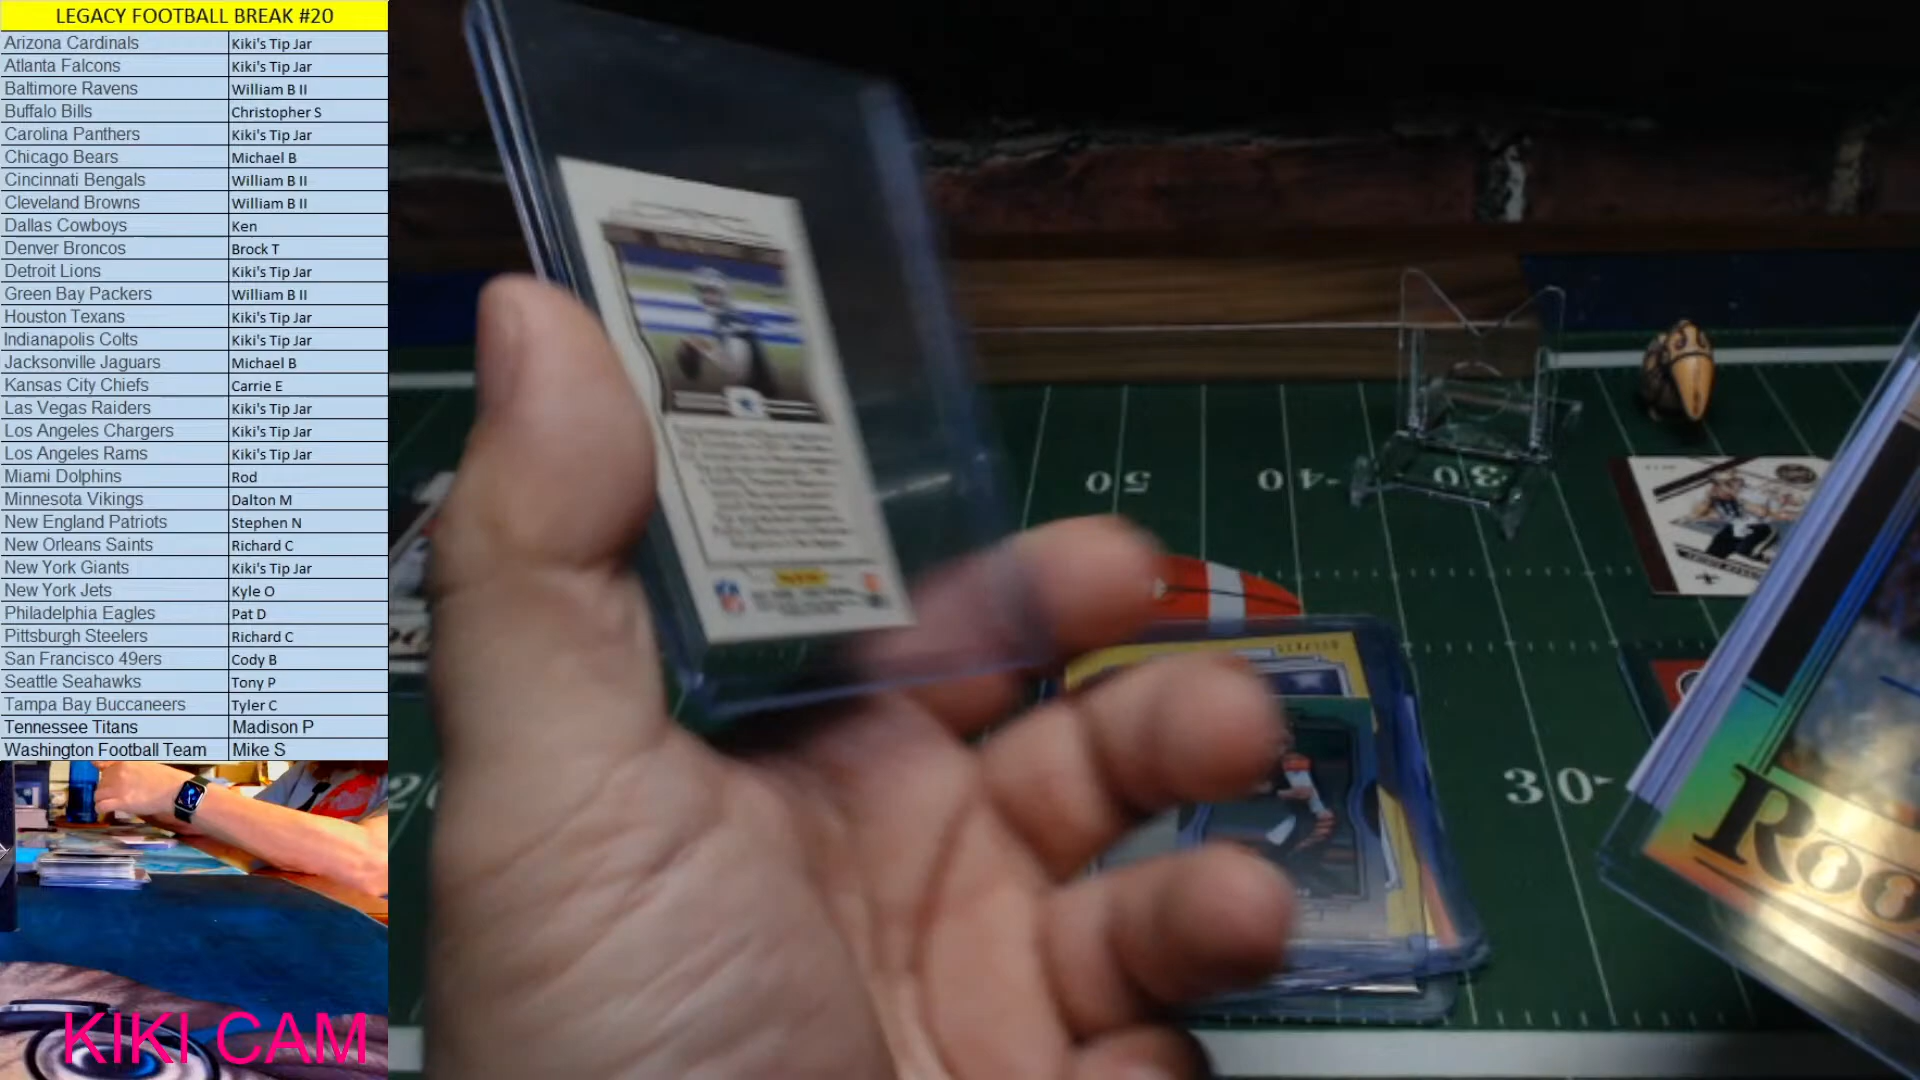 LEGACY FOOTBALL BREAK #20
Arizona Cardinals Kiki's Tip Jar
Atlanta Falcons Kiki's Tip Jar
Baltimore Ravens William B II
Buffalo Bills Christopher S
Carolina Panthers Kiki's Tip Jar
Chicago Bears Michael B
Cincinnati Bengals William B II
Cleveland Browns William B II
Dallas Cowboys Ken
Denver Broncos Brock T
Detroit Lions Kiki's Tip Jar
Green Bay Packers William B II
Houston Texans Kiki's Tip Jar
Indianapolis Colts Kiki's Tip Jar
Jacksonville Jaguars Michael B
Kansas City Chiefs Carrie E
Las Vegas Raiders Kiki's Tip Jar
Los Angeles Chargers Kiki's Tip Jar
Los Angeles Rams Kiki's Tip Jar
Miami Dolphins Rod
Minnesota Vikings Dalton M
New England Patriots Stephen N
New Orleans Saints Richard C
New York Giants Kiki's Tip Jar
New York Jets Kyle O
Philadelphia Eagles Pat D
Pittsburgh Steelers Richard C
San Francisco 49ers Cody B
Seattle Seahawks Tony P
Tampa Bay Buccaneers Tyler C
Tennessee Titans Madison P
Washington Football Team Mike S
KIKI CAM
50
40
30
20
30
Roo